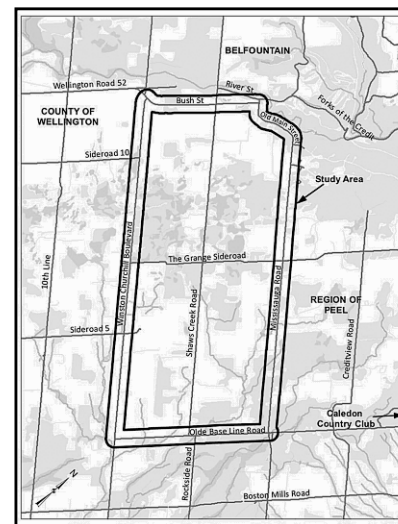 BELFOUNTAIN
Wellington Road 52
River St
Bush St
Forks of the Credit
COUNTY OF
WELLINGTON
Old Main Street
Sideroad 10
Study Area
The Grange Sideroad
10th Line
Winston Churchill Boulevard
Shaws Creek Road
Mississauga Road
REGION OF
PEEL
Creditview Road
Sideroad 5
Caledon
Country Club
Olde Base Line Road
Rockside Road
Boston Mills Road
N